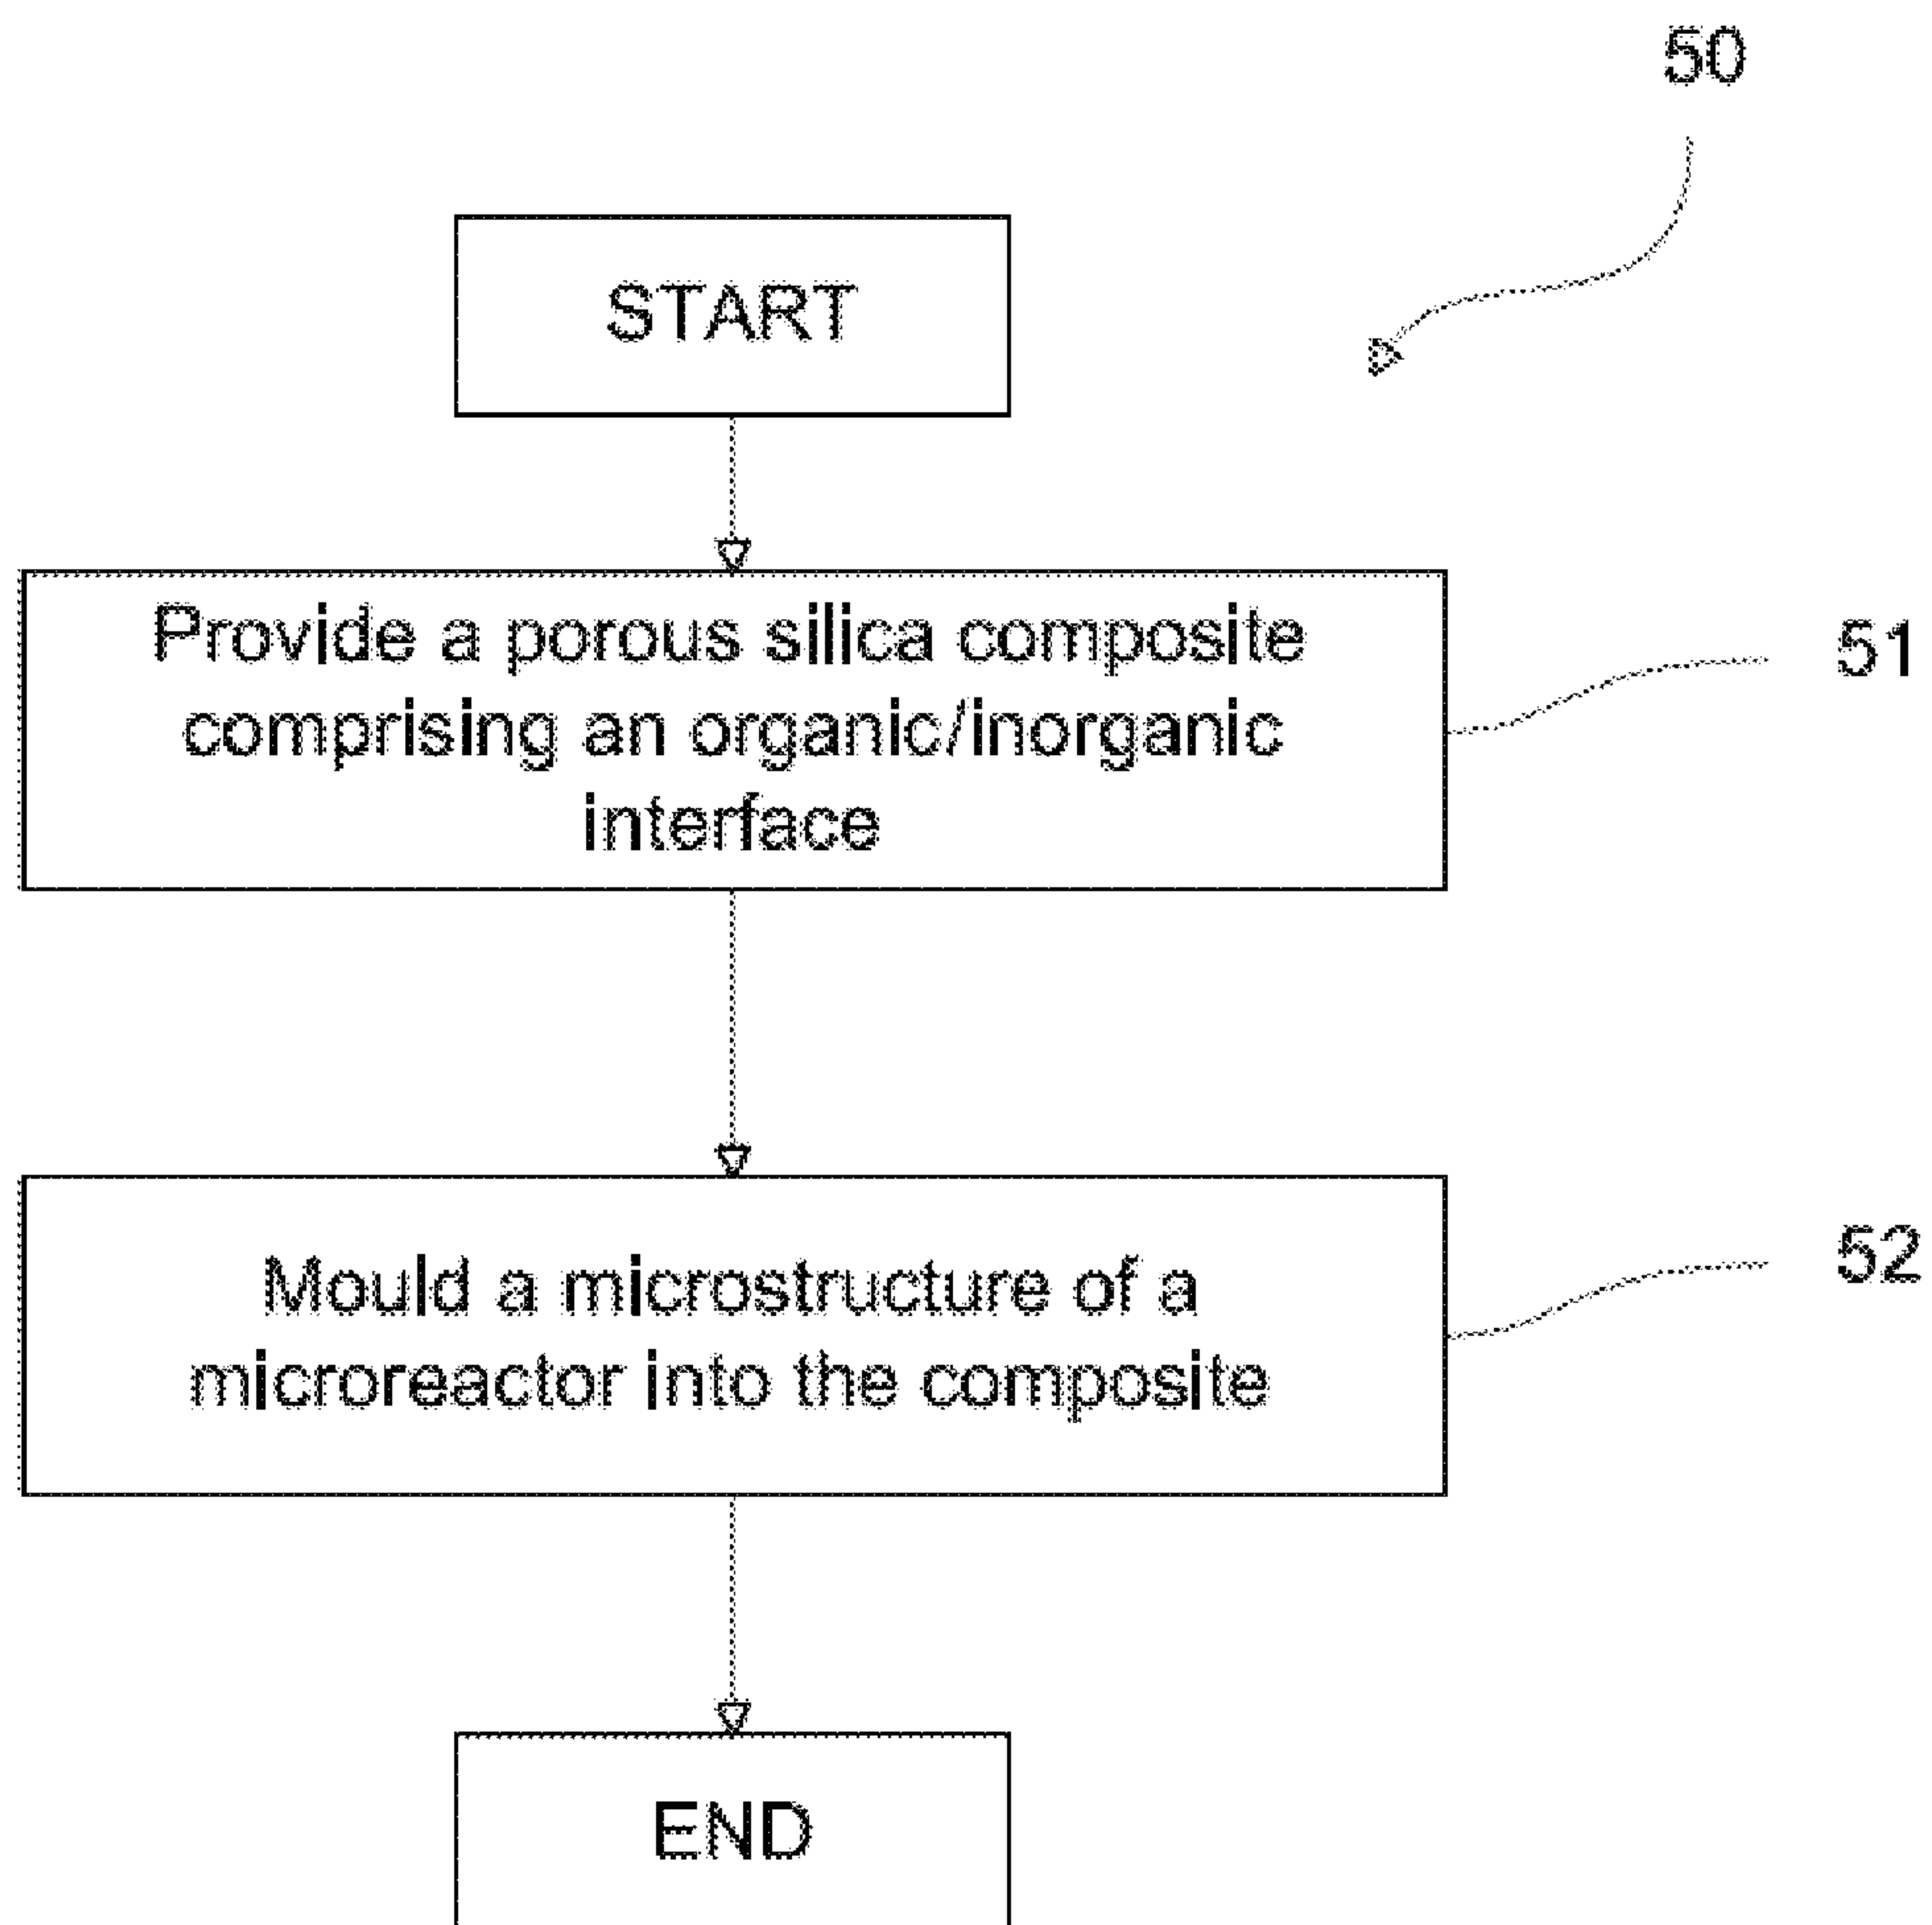 50
START
Provide a porous silica composite
comprising an organic/inorganic
interface
51
Mould a microstructure of a
microreactor into the composite
52
END